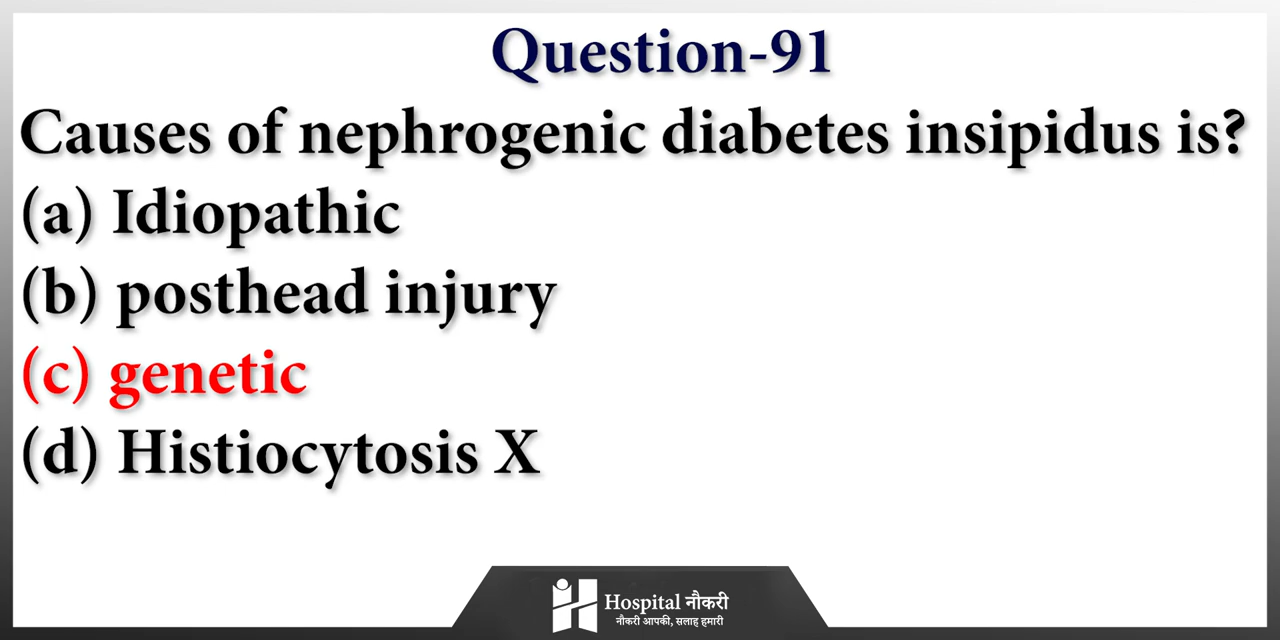 Question-91
Causes of nephrogenic diabetes insipidus is?
(a) Idiopathic
(b) posthead injury
(c) genetic
(d) Histiocytosis X
Hospital नौकरी
नौकरी आपकी, सलाह हमारी